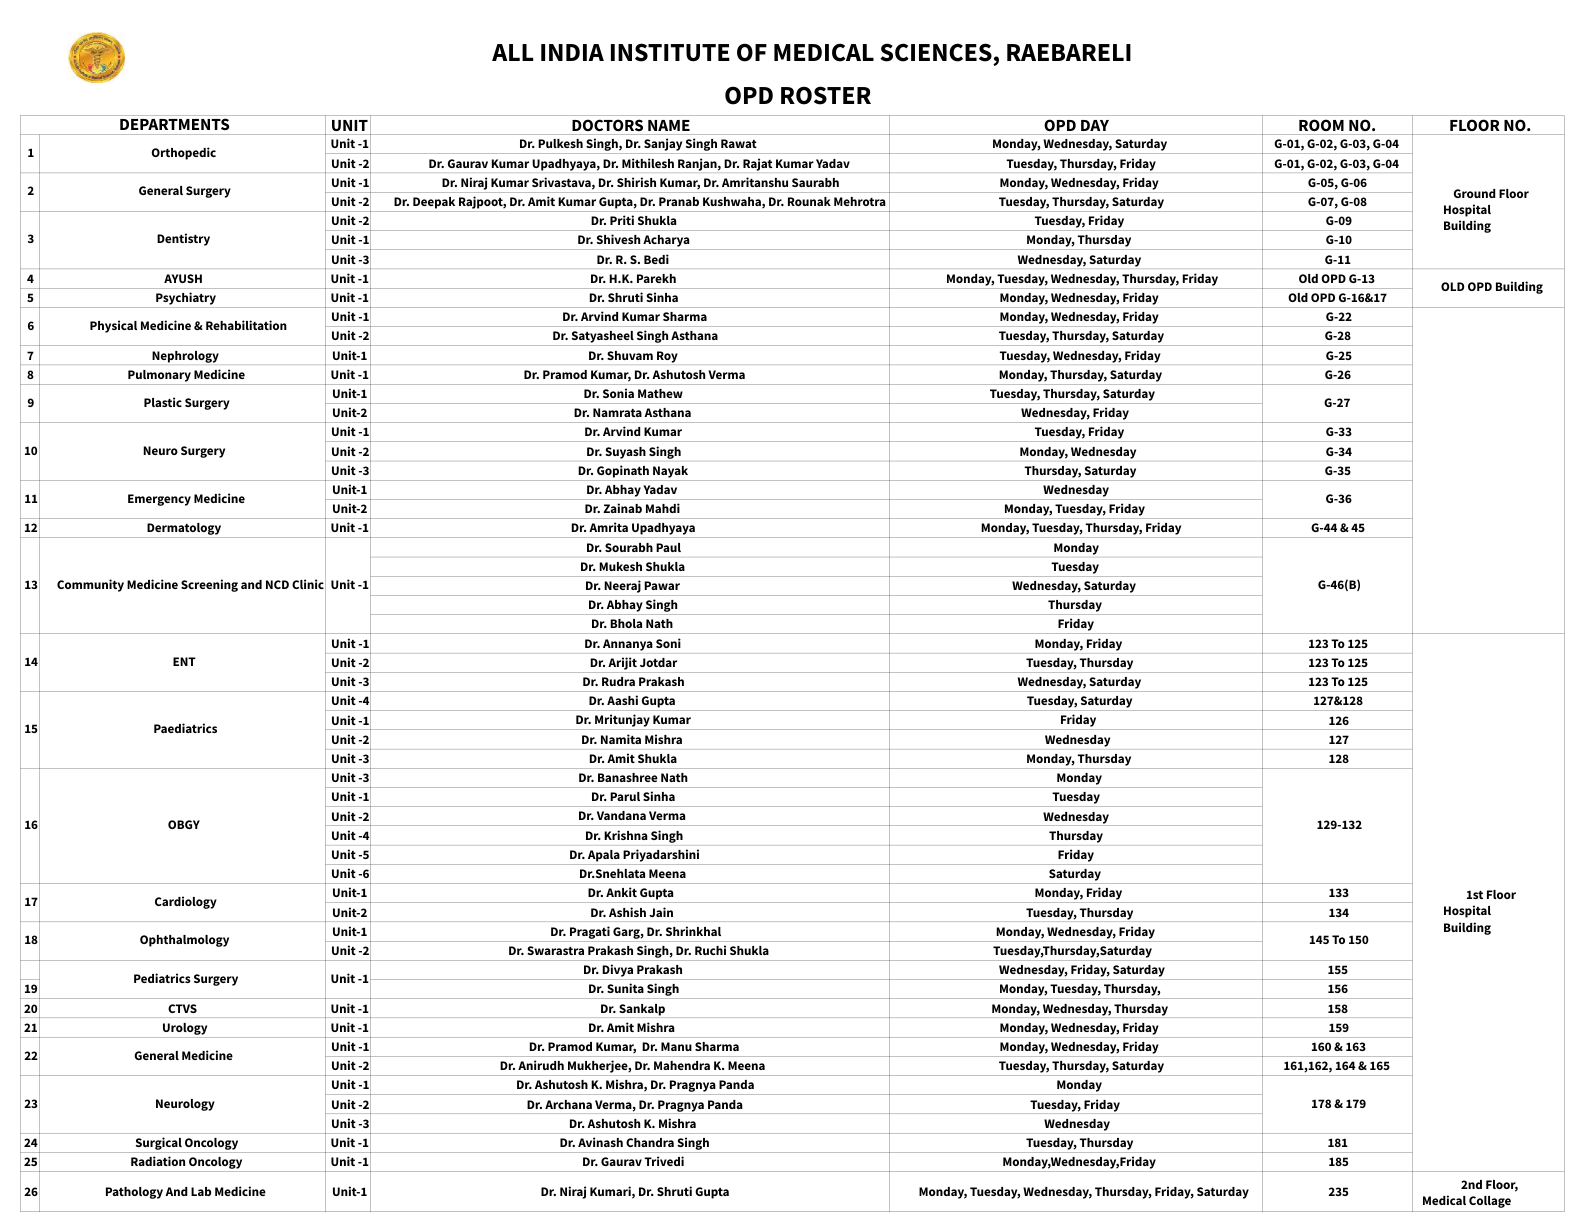 ALL INDIA INSTITUTE OF MEDICAL SCIENCES, RAEBARELI
OPD ROSTER
DEPARTMENTS UNIT DOCTORS NAME OPD DAY ROOM NO. FLOOR NO.
1 Orthopedic Unit -1 Dr. Pulkesh Singh, Dr. Sanjay Singh Rawat Monday, Wednesday, Saturday G-01, G-02, G-03, G-04
Unit -2 Dr. Gaurav Kumar Upadhyaya, Dr. Mithilesh Ranjan, Dr. Rajat Kumar Yadav Tuesday, Thursday, Friday G-01, G-02, G-03, G-04
2 General Surgery Unit -1 Dr. Niraj Kumar Srivastava, Dr. Shirish Kumar, Dr. Amritanshu Saurabh Monday, Wednesday, Friday G-05, G-06
Unit -2 Dr. Deepak Rajpoot, Dr. Amit Kumar Gupta, Dr. Pranab Kushwaha, Dr. Rounak Mehrotra Tuesday, Thursday, Saturday G-07, G-08
Ground Floor
Hospital
Building
3 Dentistry Unit -2 Dr. Priti Shukla Tuesday, Friday G-09
Unit -1 Dr. Shivesh Acharya Monday, Thursday G-10
Unit -3 Dr. R. S. Bedi Wednesday, Saturday G-11
4 AYUSH Unit -1 Dr. H.K. Parekh Monday, Tuesday, Wednesday, Thursday, Friday Old OPD G-13
OLD OPD Building
5 Psychiatry Unit -1 Dr. Shruti Sinha Monday, Wednesday, Friday Old OPD G-16&17
6 Physical Medicine & Rehabilitation Unit -1 Dr. Arvind Kumar Sharma Monday, Wednesday, Friday G-22
Unit -2 Dr. Satyasheel Singh Asthana Tuesday, Thursday, Saturday G-28
7 Nephrology Unit-1 Dr. Shuvam Roy Tuesday, Wednesday, Friday G-25
8 Pulmonary Medicine Unit -1 Dr. Pramod Kumar, Dr. Ashutosh Verma Monday, Thursday, Saturday G-26
9 Plastic Surgery Unit-1 Dr. Sonia Mathew Tuesday, Thursday, Saturday G-27
Unit-2 Dr. Namrata Asthana Wednesday, Friday
10 Neuro Surgery Unit -1 Dr. Arvind Kumar Tuesday, Friday G-33
Unit -2 Dr. Suyash Singh Monday, Wednesday G-34
Unit -3 Dr. Gopinath Nayak Thursday, Saturday G-35
11 Emergency Medicine Unit-1 Dr. Abhay Yadav Wednesday G-36
Unit-2 Dr. Zainab Mahdi Monday, Tuesday, Friday
12 Dermatology Unit -1 Dr. Amrita Upadhyaya Monday, Tuesday, Thursday, Friday G-44 & 45
13 Community Medicine Screening and NCD Clinic Unit -1 Dr. Sourabh Paul Monday G-46(B)
Dr. Mukesh Shukla Tuesday
Dr. Neeraj Pawar Wednesday, Saturday
Dr. Abhay Singh Thursday
Dr. Bhola Nath Friday
14 ENT Unit -1 Dr. Annanya Soni Monday, Friday 123 To 125
Unit -2 Dr. Arijit Jotdar Tuesday, Thursday 123 To 125
Unit -3 Dr. Rudra Prakash Wednesday, Saturday 123 To 125
15 Paediatrics Unit -4 Dr. Aashi Gupta Tuesday, Saturday 127&128
Unit -1 Dr. Mritunjay Kumar Friday 126
Unit -2 Dr. Namita Mishra Wednesday 127
Unit -3 Dr. Amit Shukla Monday, Thursday 128
16 OBGY Unit -3 Dr. Banashree Nath Monday 129-132
Unit -1 Dr. Parul Sinha Tuesday
Unit -2 Dr. Vandana Verma Wednesday
Unit -4 Dr. Krishna Singh Thursday
Unit -5 Dr. Apala Priyadarshini Friday
Unit -6 Dr.Snehlata Meena Saturday
17 Cardiology Unit-1 Dr. Ankit Gupta Monday, Friday 133
Unit-2 Dr. Ashish Jain Tuesday, Thursday 134
1st Floor
Hospital
Building
18 Ophthalmology Unit-1 Dr. Pragati Garg, Dr. Shrinkhal Monday, Wednesday, Friday 145 To 150
Unit -2 Dr. Swarastra Prakash Singh, Dr. Ruchi Shukla Tuesday,Thursday,Saturday
Pediatrics Surgery Unit -1 Dr. Divya Prakash Wednesday, Friday, Saturday 155
19 Dr. Sunita Singh Monday, Tuesday, Thursday, 156
20 CTVS Unit -1 Dr. Sankalp Monday, Wednesday, Thursday 158
21 Urology Unit -1 Dr. Amit Mishra Monday, Wednesday, Friday 159
22 General Medicine Unit -1 Dr. Pramod Kumar, Dr. Manu Sharma Monday, Wednesday, Friday 160 & 163
Unit -2 Dr. Anirudh Mukherjee, Dr. Mahendra K. Meena Tuesday, Thursday, Saturday 161,162, 164 & 165
23 Neurology Unit -1 Dr. Ashutosh K. Mishra, Dr. Pragnya Panda Monday 178 & 179
Unit -2 Dr. Archana Verma, Dr. Pragnya Panda Tuesday, Friday
Unit -3 Dr. Ashutosh K. Mishra Wednesday
24 Surgical Oncology Unit -1 Dr. Avinash Chandra Singh Tuesday, Thursday 181
25 Radiation Oncology Unit -1 Dr. Gaurav Trivedi Monday,Wednesday,Friday 185
26 Pathology And Lab Medicine Unit-1 Dr. Niraj Kumari, Dr. Shruti Gupta Monday, Tuesday, Wednesday, Thursday, Friday, Saturday 235
2nd Floor,
Medical Collage